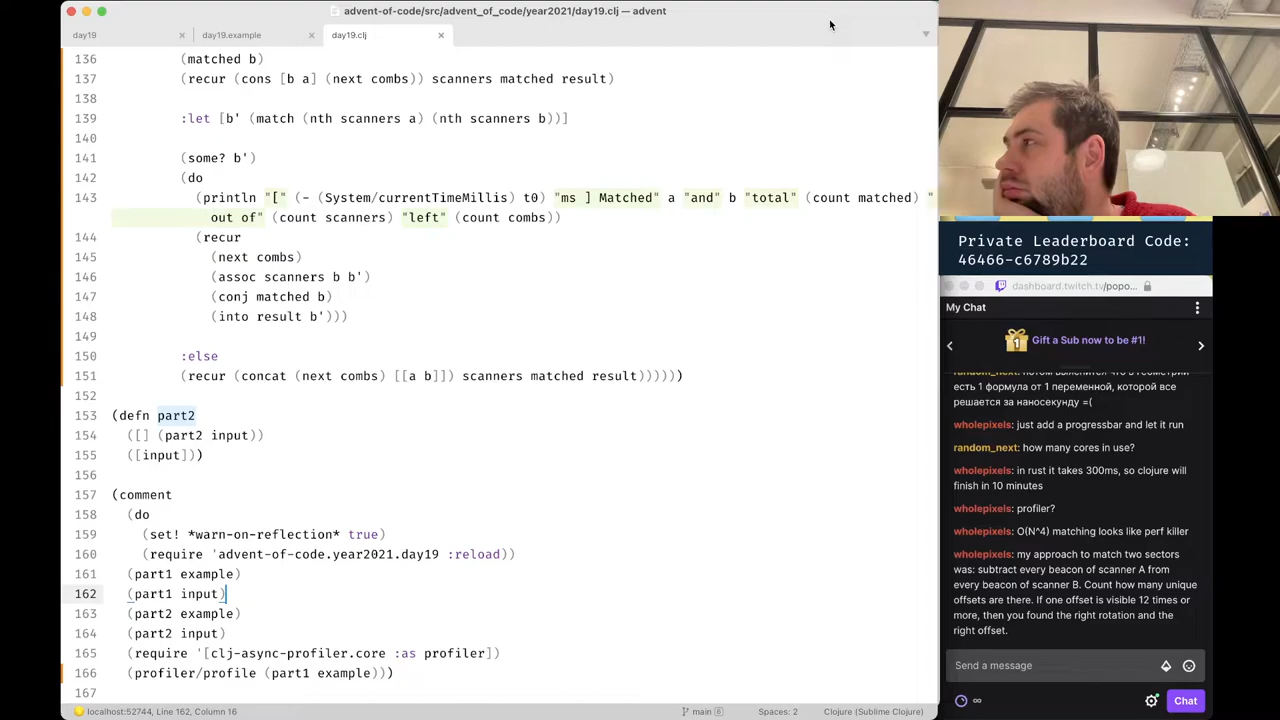 advent-of-code/src/advent_of_code/year2021/day19.clj — advent
day19 × day19.example × day19.clj ×
136 (matched b)
137 (recur (cons [b a] (next combs)) scanners matched result)
138
139 :let [b' (match (nth scanners a) (nth scanners b))]
140
141 (some? b')
142 (do
143 (println "[" (- (System/currentTimeMillis) t0) "ms ] Matched" a "and" b "total" (count matched) "
out of" (count scanners) "left" (count combs))
144 (recur
145 (next combs)
146 (assoc scanners b b')
147 (conj matched b)
148 (into result b')))
149
150 :else
151 (recur (concat (next combs) [[a b]]) scanners matched result)))))
152
153 (defn part2
154 ([] (part2 input))
155 ([input]))
156
157 (comment
158 (do
159 (set! *warn-on-reflection* true)
160 (require 'advent-of-code.year2021.day19 :reload))
161 (part1 example)
162 (part1 input)
163 (part2 example)
164 (part2 input)
165 (require '[clj-async-profiler.core :as profiler])
166 (profiler/profile (part1 example)))
167
localhost:52744, Line 162, Column 16 main 6 Spaces: 2 Clojure (Sublime Clojure)
Private Leaderboard Code:
46466-c6789b22
dashboard.twitch.tv/popo...
My Chat
1 Gift a Sub now to be #1!
random_next: потом выяснится что в геометрии
есть 1 формула от 1 переменной, которой все
решается за наносекунду =(
wholepixels: just add a progressbar and let it run
random_next: how many cores in use?
wholepixels: in rust it takes 300ms, so clojure will
finish in 10 minutes
wholepixels: profiler?
wholepixels: O(N^4) matching looks like perf killer
wholepixels: my approach to match two sectors
was: subtract every beacon of scanner A from
every beacon of scanner B. Count how many unique
offsets are there. If one offset is visible 12 times or
more, then you found the right rotation and the
right offset.
Send a message
∞ Chat